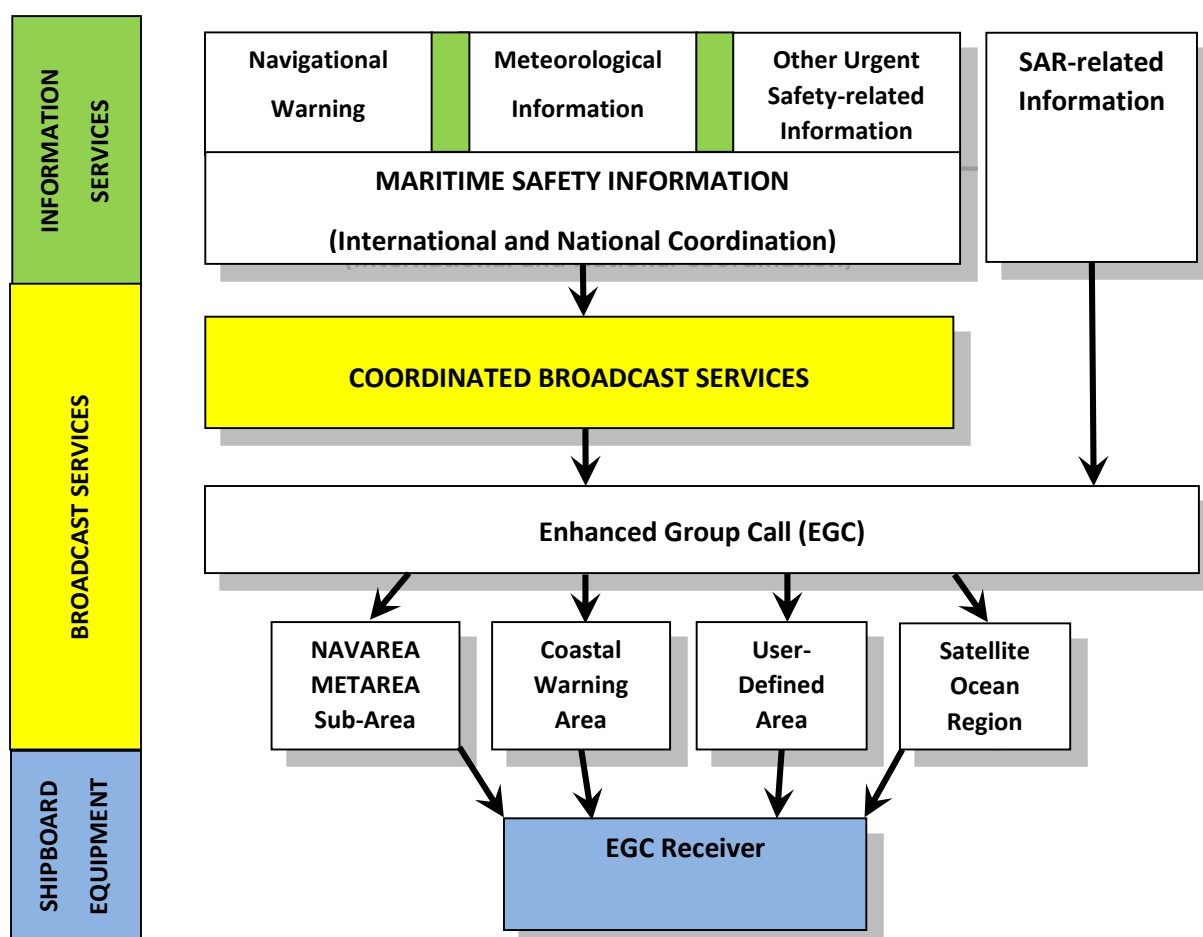 INFORMATION
SERVICES
Navigational
Warning
Meteorological
Information
Other Urgent
Safety-related
Information
SAR-related
Information
MARITIME SAFETY INFORMATION
(International and National Coordination)
BROADCAST SERVICES
COORDINATED BROADCAST SERVICES
Enhanced Group Call (EGC)
NAVAREA
METAREA
Sub-Area
Coastal
Warning
Area
User-
Defined
Area
Satellite
Ocean
Region
SHIPBOARD
EQUIPMENT
EGC Receiver